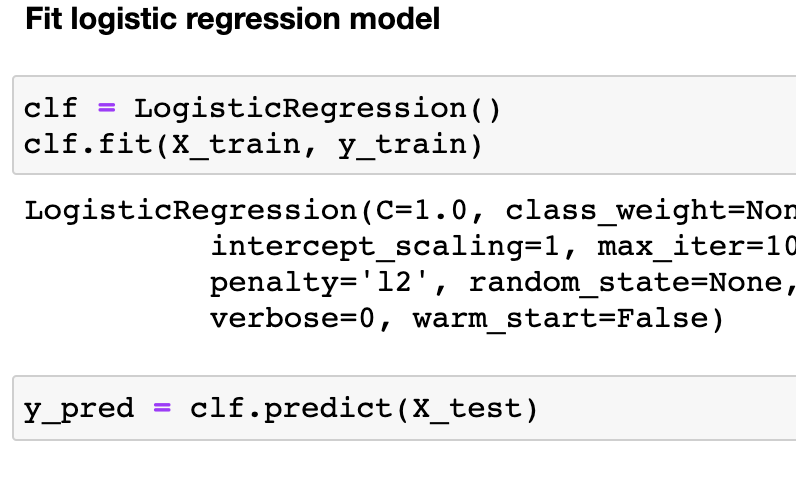 Fit logistic regression model
clf = LogisticRegression()
clf.fit(X_train, y_train)
LogisticRegression(C=1.0, class_weight=Non
intercept_scaling=1, max_iter=10
penalty='l2', random_state=None,
verbose=0, warm_start=False)
y_pred = clf.predict(X_test)